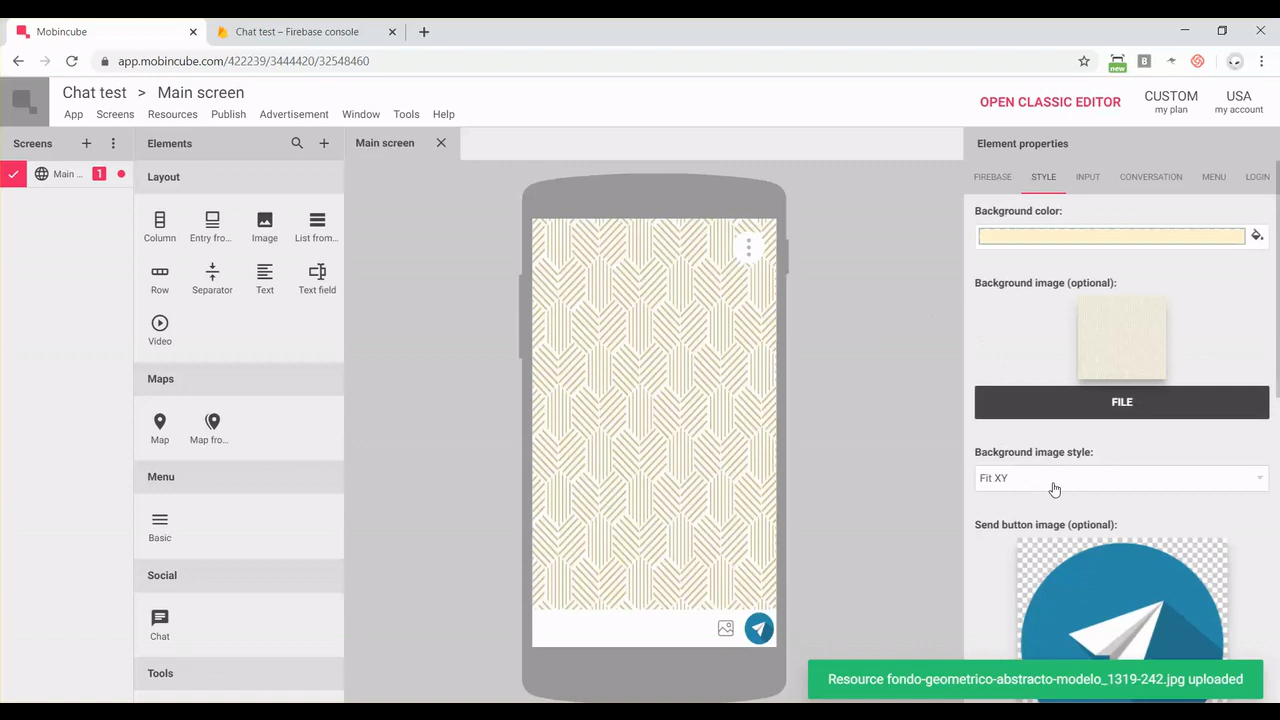 Mobincube
Chat test – Firebase console
app.mobincube.com/422239/3444420/32548460
new
B
Chat test > Main screen
App Screens Resources Publish Advertisement Window Tools Help
OPEN CLASSIC EDITOR
CUSTOM
my plan
USA
my account
Screens
Main ... 1
Elements
Layout
Column Entry fro... Image List from...
Row Separator Text Text field
Video
Maps
Map Map fro...
Menu
Basic
Social
Chat
Tools
Main screen
Element properties
FIREBASE STYLE INPUT CONVERSATION MENU LOGIN
Background color:
Background image (optional):
FILE
Background image style:
Fit XY
Send button image (optional):
Resource fondo-geometrico-abstracto-modelo_1319-242.jpg uploaded